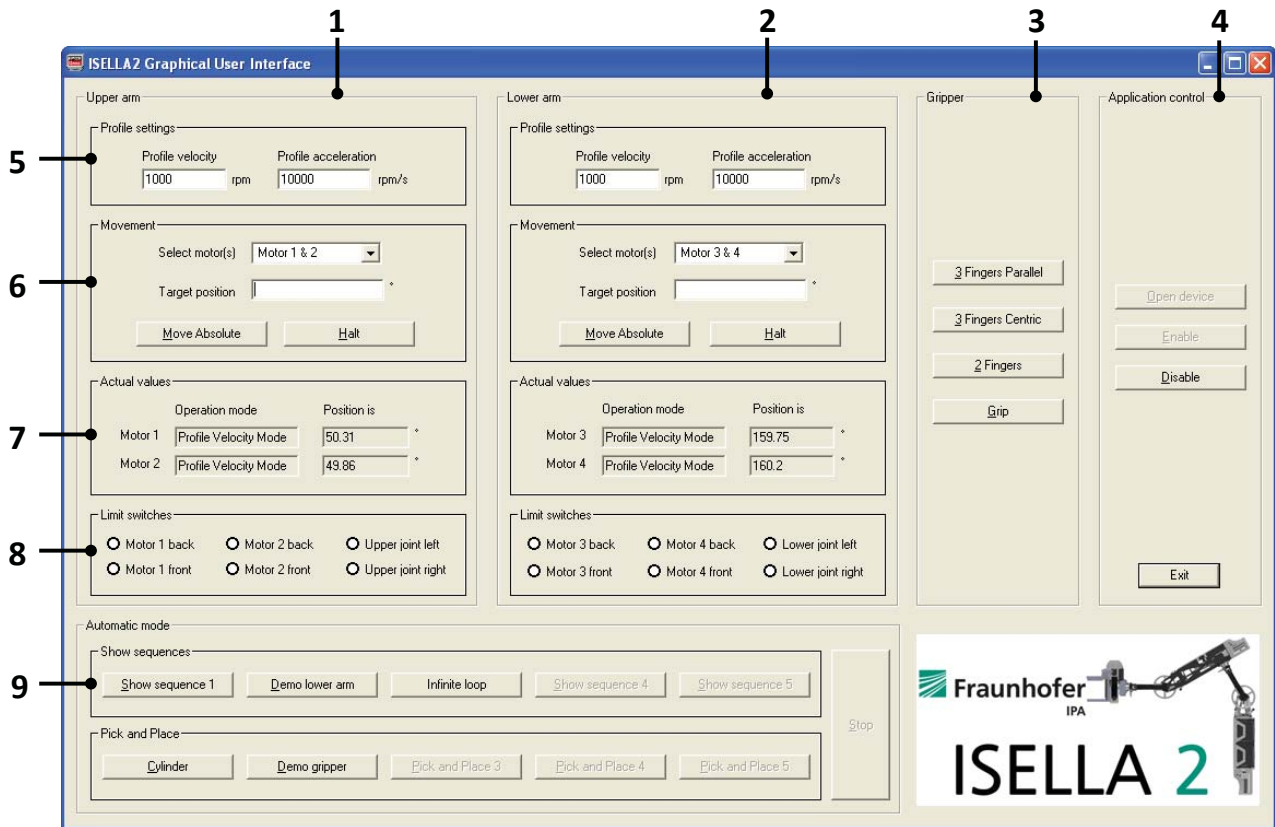 1 2 3 4
ISELLA2 Graphical User Interface
Upper arm
Profile settings
Profile velocity Profile acceleration
1000 rpm 10000 rpm/s
Movement
Select motor(s) Motor 1 & 2
Target position °
Move Absolute Halt
Actual values
Operation mode Position is
Motor 1 Profile Velocity Mode 50.31 °
Motor 2 Profile Velocity Mode 49.86 °
Limit switches
Motor 1 back Motor 2 back Upper joint left
Motor 1 front Motor 2 front Upper joint right
Lower arm
Profile settings
Profile velocity Profile acceleration
1000 rpm 10000 rpm/s
Movement
Select motor(s) Motor 3 & 4
Target position °
Move Absolute Halt
Actual values
Operation mode Position is
Motor 3 Profile Velocity Mode 159.75 °
Motor 4 Profile Velocity Mode 160.2 °
Limit switches
Motor 3 back Motor 4 back Lower joint left
Motor 3 front Motor 4 front Lower joint right
Gripper
3 Fingers Parallel
3 Fingers Centric
2 Fingers
Grip
Application control
Open device
Enable
Disable
Exit
Automatic mode
Show sequences
Show sequence 1 Demo lower arm Infinite loop Show sequence 4 Show sequence 5
Pick and Place
Cylinder Demo gripper Pick and Place 3 Pick and Place 4 Pick and Place 5
Stop
Fraunhofer
IPA
ISELLA 2
5
6
7
8
9